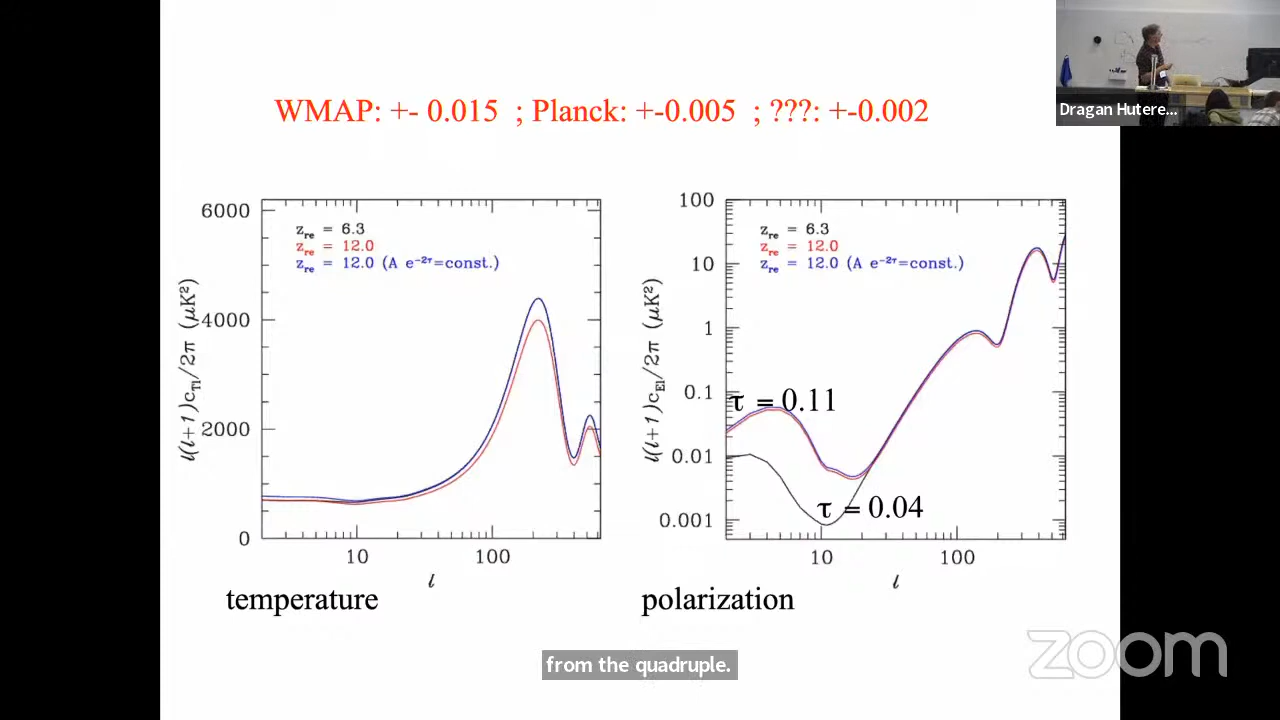 WMAP: +- 0.015 ; Planck: +-0.005 ; ???: +-0.002
Dragan Hutere...
6000
4000
2000
0
z_re = 6.3
z_re = 12.0
z_re = 12.0 (A e^-2τ=const.)
l(l+1)c_Tl/2π (μK²)
10
100
l
temperature
100
10
1
0.1
0.01
0.001
z_re = 6.3
z_re = 12.0
z_re = 12.0 (A e^-2τ=const.)
l(l+1)c_El/2π (μK²)
τ = 0.11
τ = 0.04
10
100
l
polarization
zoom
from the quadruple.